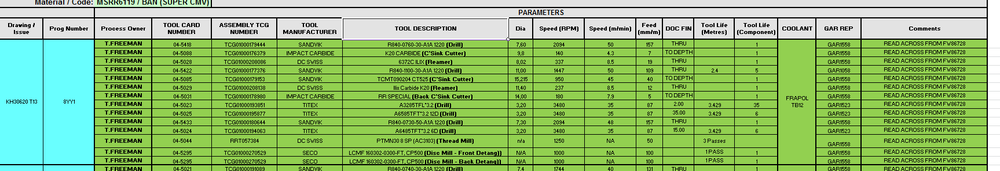 Material / Code: MSRR6119 / BAN (SUPER CMV)
PARAMETERS
Drawing / Issue Prog Number Process Owner TOOL CARD NUMBER ASSEMBLY TCG NUMBER TOOL MANUFACTURER TOOL DESCRIPTION Dia Speed (RPM) Speed (m/min) Feed (mm/m) DOC FIN Tool Life (Metres) Tool Life (Component) COOLANT GAR REP Comments
KH30620 T13 8YY1 FRAPOL TB12
T.FREEMAN 04-5418 TCG01000179444 SANDVIK R840-0760-30-A1A 1220 (Drill) 7,60 2094 50 157 THRU 1 GAR1558 READ ACROSS FROM FW86728
T.FREEMAN 04-5088 TCG01000176379 IMPACT CARBIDE K20 CARBIDE (C'Sink Cutter) 9,8 140 4.3 7 TO DEPTH 1 GAR1558 READ ACROSS FROM FW86728
T.FREEMAN 04-5028 TCG01000208086 DC SWISS 6372C ILIX (Reamer) 8,02 337 8.5 19 THRU 1 GAR1558 READ ACROSS FROM FW86728
T.FREEMAN 04-5422 TCG01000177376 SANDVIK R840-1100-30-A1A 1220 (Drill) 11,00 1447 50 109 THRU 2.4 5 GAR1058 READ ACROSS FROM FW86728
T.FREEMAN 04-5085 TCG01000179153 SANDVIK TCMT090204 CT525 (C'Sink Cutter) 15,215 950 45 40 TO DEPTH 1 GAR1558 READ ACROSS FROM FW86728
T.FREEMAN 04-5029 TCG01000208138 DC SWISS Ilix Carbide K20 (Reamer) 11,40 237 8.5 12 THRU 1 GAR1558 READ ACROSS FROM FW86728
T.FREEMAN 04-5031 TCG01000178980 IMPACT CARBIDE RR SPECIAL (Back C'Sink Cutter) 14,00 180 7.9 5 TO DEPTH 1 GAR1558 READ ACROSS FROM FW86728
T.FREEMAN 04-5023 TCG01000193851 TITEX A3285TFL*3.2 (Drill) 3,20 3480 35 87 2.00 3.429 35 GAR1523 READ ACROSS FROM FW86728
T.FREEMAN 04-5025 TCG01000195877 TITEX A6585TFT*3.2 12D (Drill) 3,20 3480 35 87 35.00 3.429 6 GAR1523 READ ACROSS FROM FW86728
T.FREEMAN 04-5433 TCG01000180644 SANDVIK R840-0730-50-A1A 1220 (Drill) 7,30 2094 48 157 THRU 1 GAR1558 READ ACROSS FROM FW86728
T.FREEMAN 04-5024 TCG01000194063 TITEX A6485TFT*3.2 6D (Drill) 3,20 3480 35 87 15.00 3.429 6 GAR1523 READ ACROSS FROM FW86728
T.FREEMAN 04-5044 RRT057384 DC SWISS PTMN30 8 SP (AC3103) (Thread Mill) n/a 1250 NA 50 3 Passes GAR1558 READ ACROSS FROM FW86728
T.FREEMAN 04-5295 TCG01000270529 SECO LCMF 160302-0300-FT, CP500 (Disc Mill - Front Detang)) N/A 1000 NA 100 1 PASS 1 GAR1558 READ ACROSS FROM FW86728
T.FREEMAN 04-5295 TCG01000270529 SECO LCMF 160302-0300-FT, CP500 (Disc Mill - Back Detang)) N/A 1000 NA 100 1 PASS 1 GAR1558 READ ACROSS FROM FW86728
T.FREEMAN 04-5021 TCG01000191089 SANDVIK R840-0740-30-A1A 1220 (Drill) 7.4 1744 40 131 THRU 1 GAR1558 READ ACROSS FROM FW86728